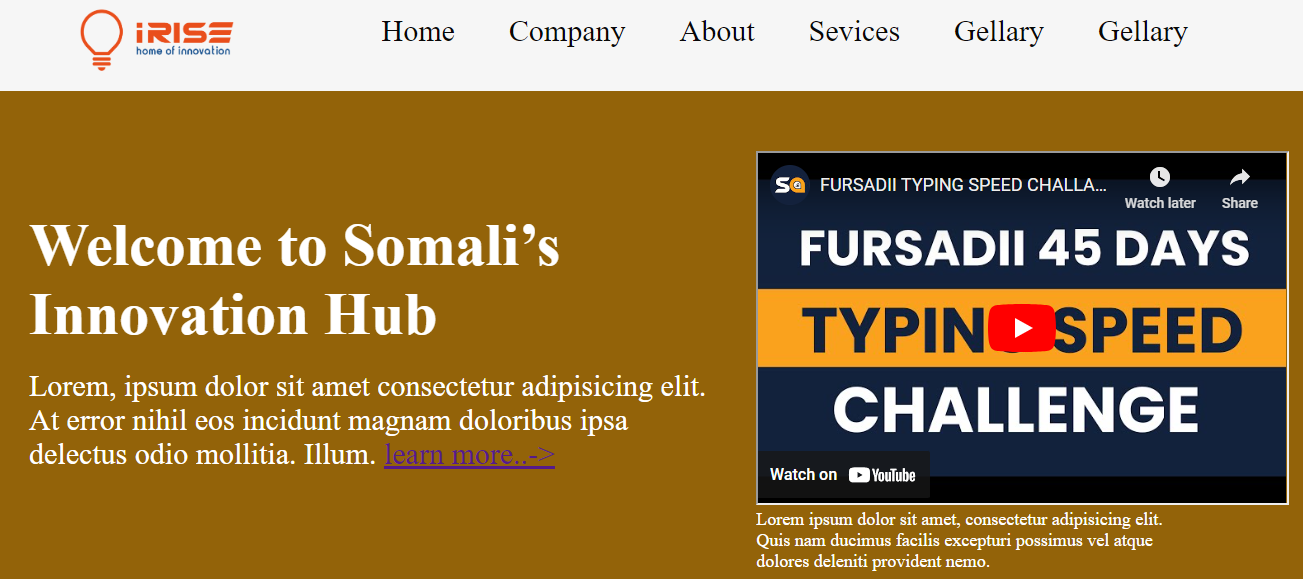 iRISE
home of innovation
Home Company About Sevices Gellary Gellary
Welcome to Somali’s
Innovation Hub
Lorem, ipsum dolor sit amet consectetur adipisicing elit.
At error nihil eos incidunt magnam doloribus ipsa
delectus odio mollitia. Illum. learn more..->
FURSADII TYPING SPEED CHALLA...
Watch later
Share
FURSADII 45 DAYS
SPEED
CHALLENGE
Watch on YouTube
Lorem ipsum dolor sit amet, consectetur adipisicing elit.
Quis nam ducimus facilis excepturi possimus vel atque
dolores deleniti provident nemo.